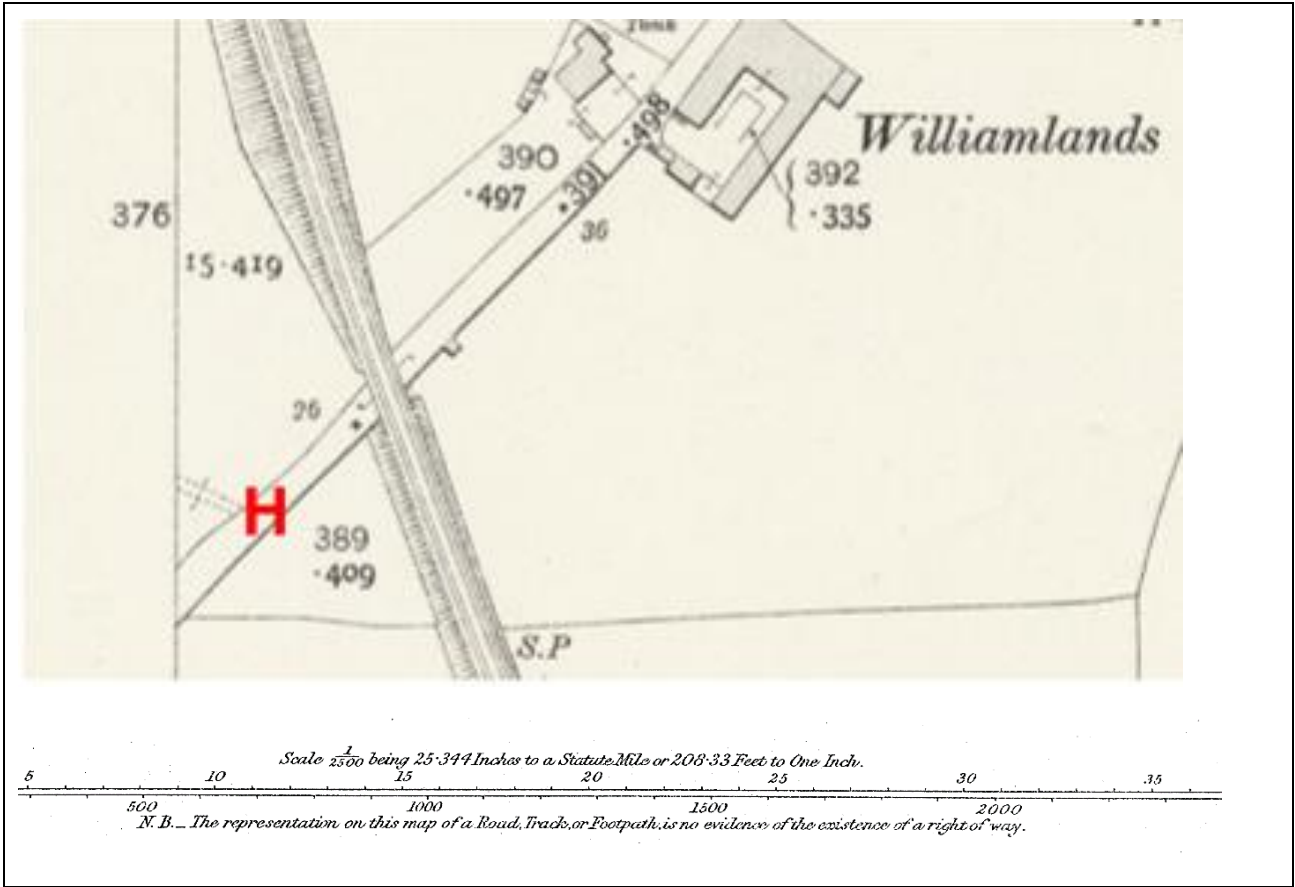 Tank
.498
390
.497
Williamlands
.391
392
.335
36
376
15.419
26
H
389
.409
S.P
Scale 1/2500 being 25.344 Inches to a Statute Mile or 208.33 Feet to One Inch.
5 10 15 20 25 30 35
500 1000 1500 2000
N.B._ The representation on this map of a Road, Track, or Footpath, is no evidence of the existence of a right of way.